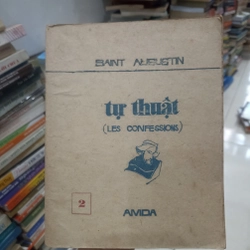 SAINT AUGUSTIN
tự thuật
(LES CONFESSIONS)
2
AMIDA